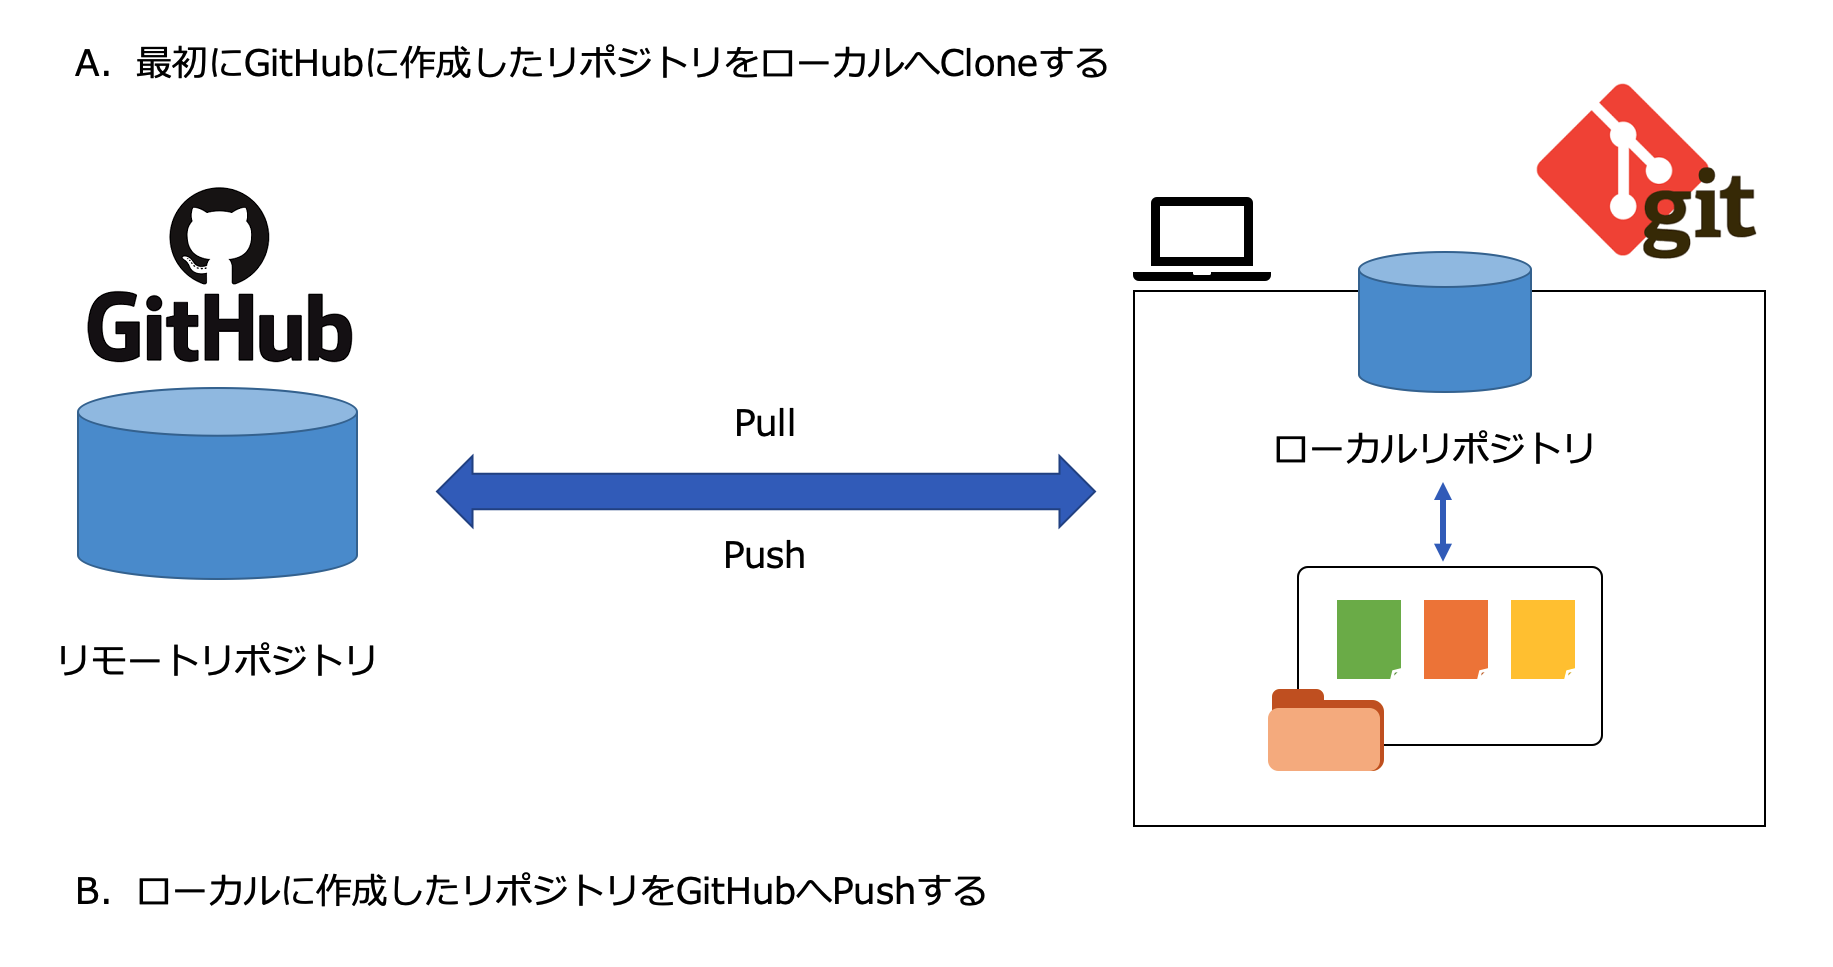 A. 最初にGitHubに作成したリポジトリをローカルへCloneする
git
GitHub
Pull
ローカルリポジトリ
Push
リモートリポジトリ
B. ローカルに作成したリポジトリをGitHubへPushする